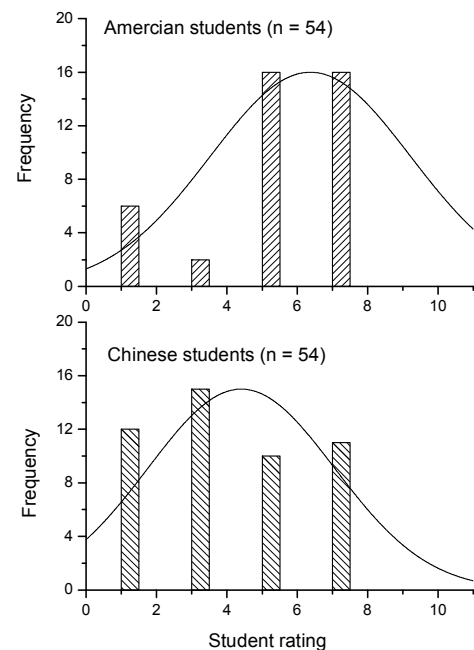 20
Amercian students (n = 54)
16
12
8
4
0
Frequency
0 2 4 6 8 10
20
Chinese students (n = 54)
16
12
8
4
0
Frequency
0 2 4 6 8 10
Student rating